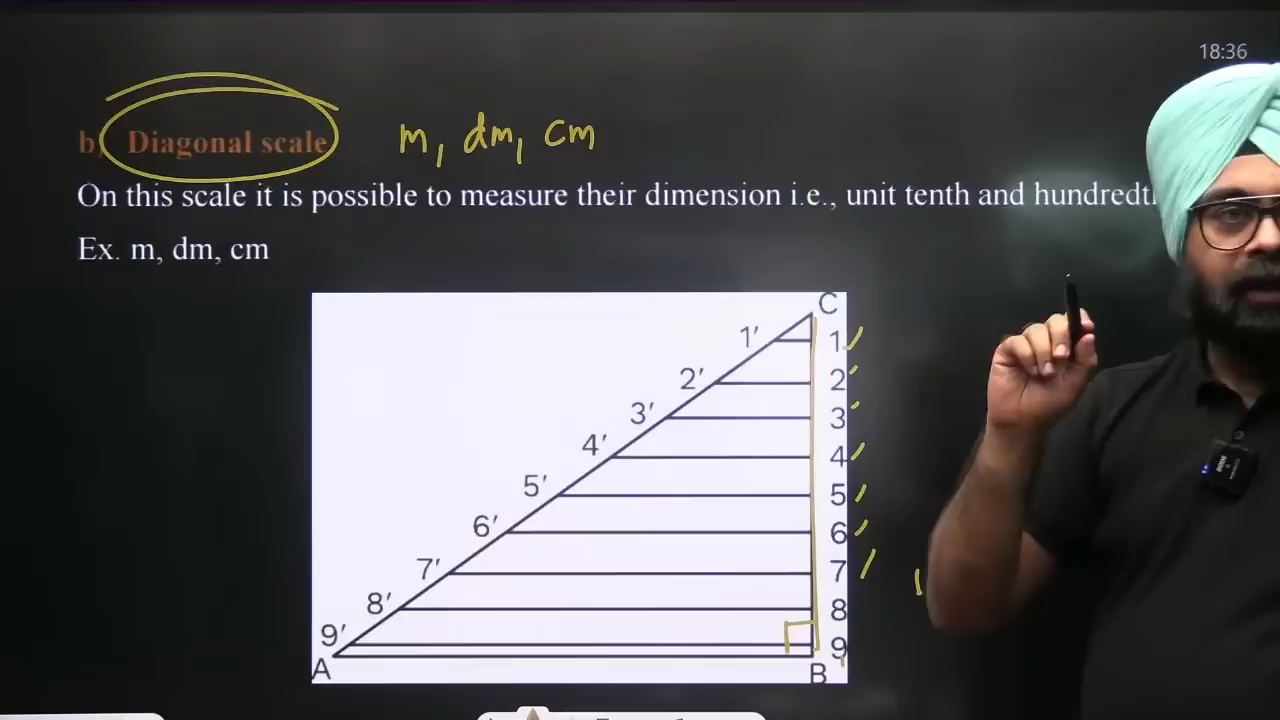 18:36
b) Diagonal scale m, dm, cm
On this scale it is possible to measure their dimension i.e., unit tenth and
Ex. m, dm, cm
C
1' 1
2' 2
3' 3
4' 4
5' 5
6' 6
7' 7
8' 8
9' 9
A B